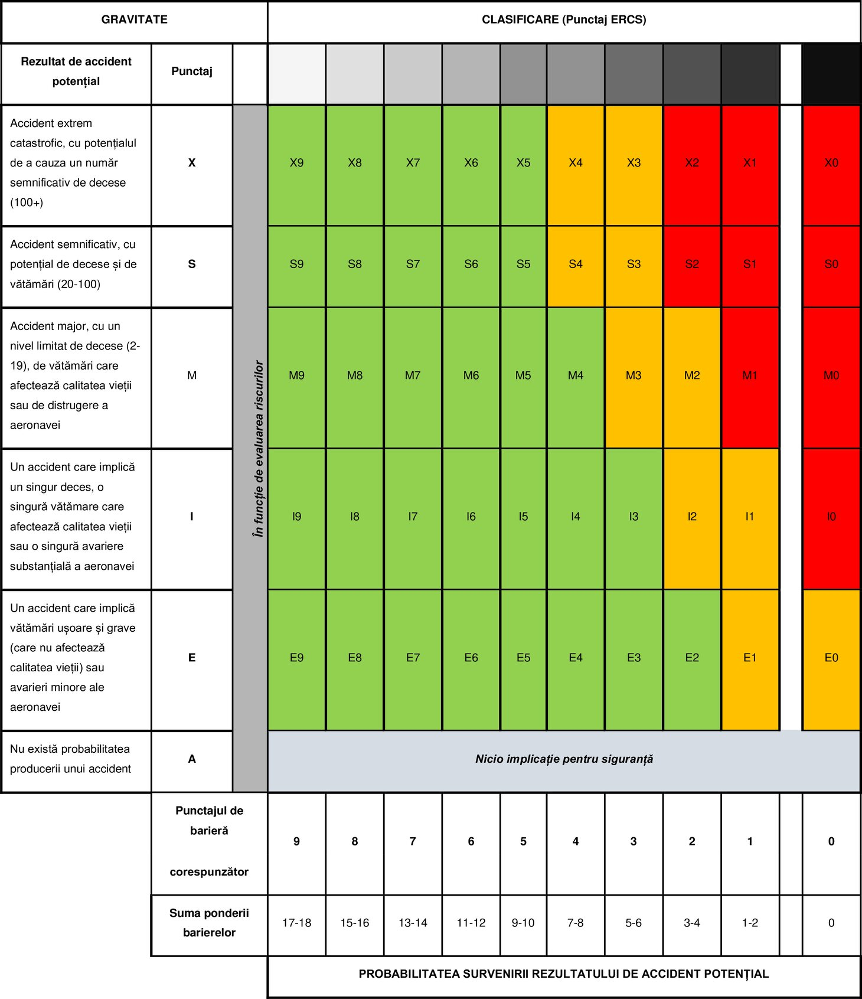 GRAVITATE
CLASIFICARE (Punctaj ERCS)
Rezultat de accident
potențial
Punctaj
În funcție de evaluarea riscurilor
Accident extrem
catastrofic, cu potențialul
de a cauza un număr
semnificativ de decese
(100+)
X
X9 X8 X7 X6 X5 X4 X3 X2 X1 X0
Accident semnificativ, cu
potențial de decese și de
vătămări (20-100)
S
S9 S8 S7 S6 S5 S4 S3 S2 S1 S0
Accident major, cu un
nivel limitat de decese (2-
19), de vătămări care
afectează calitatea vieții
sau de distrugere a
aeronavei
M
M9 M8 M7 M6 M5 M4 M3 M2 M1 M0
Un accident care implică
un singur deces, o
singură vătămare care
afectează calitatea vieții
sau o singură avariere
substanțială a aeronavei
I
I9 I8 I7 I6 I5 I4 I3 I2 I1 I0
Un accident care implică
vătămări ușoare și grave
(care nu afectează
calitatea vieții) sau
avarieri minore ale
aeronavei
E
E9 E8 E7 E6 E5 E4 E3 E2 E1 E0
Nu există probabilitatea
producerii unui accident
A
Nicio implicație pentru siguranță
Punctajul de
barieră
corespunzător
9 8 7 6 5 4 3 2 1 0
Suma ponderii
barierelor
17-18 15-16 13-14 11-12 9-10 7-8 5-6 3-4 1-2 0
PROBABILITATEA SURVENIRII REZULTATULUI DE ACCIDENT POTENȚIAL